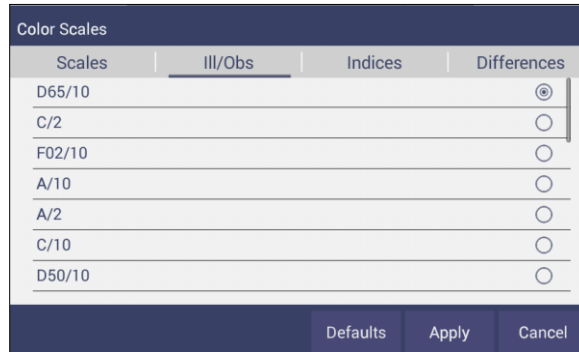 Color Scales
Scales Ill/Obs Indices Differences
D65/10
C/2
F02/10
A/10
A/2
C/10
D50/10
Defaults Apply Cancel